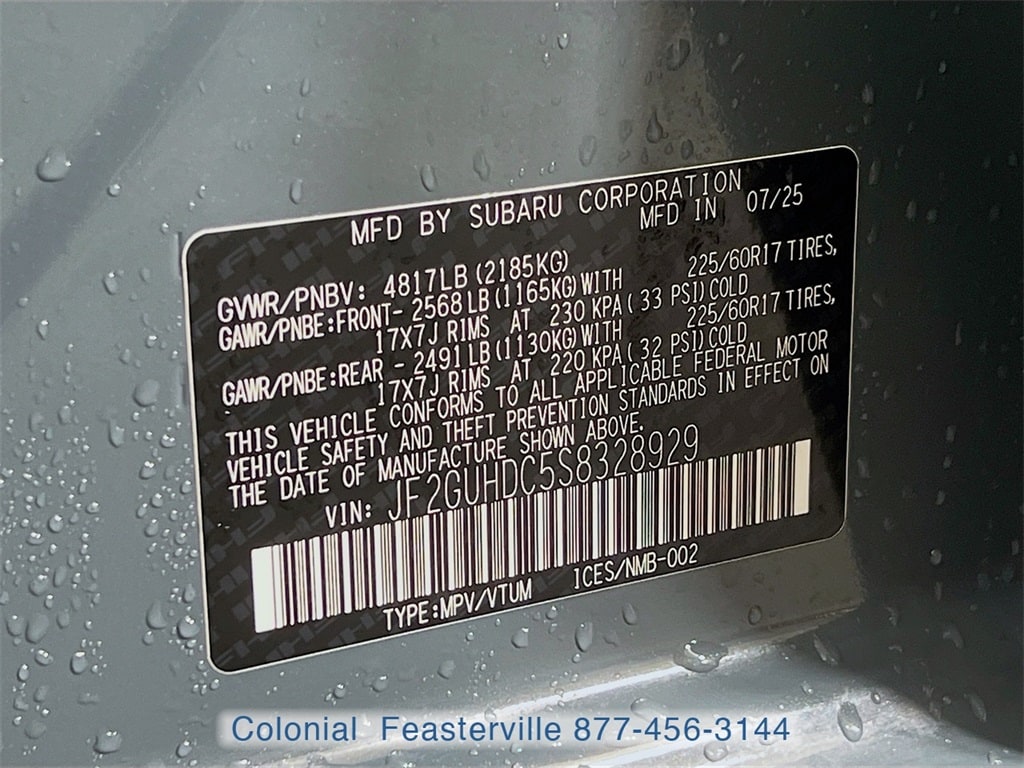 MFD BY SUBARU CORPORATION
MFD IN 07/25
GVWR/PNBV: 4817LB (2185KG)
GAWR/PNBE:FRONT- 2568LB (1165KG) WITH 225/60R17 TIRES,
17X7J RIMS AT 230 KPA ( 33 PSI) COLD
GAWR/PNBE:REAR - 2491LB (1130KG) WITH 225/60R17 TIRES,
17X7J RIMS AT 220 KPA ( 32 PSI) COLD
THIS VEHICLE CONFORMS TO ALL APPLICABLE FEDERAL MOTOR
VEHICLE SAFETY AND THEFT PREVENTION STANDARDS IN EFFECT ON
THE DATE OF MANUFACTURE SHOWN ABOVE.
VIN: JF2GUHDC5S8328929
TYPE:MPV/VTUM ICES/NMB-002
Colonial Feasterville 877-456-3144